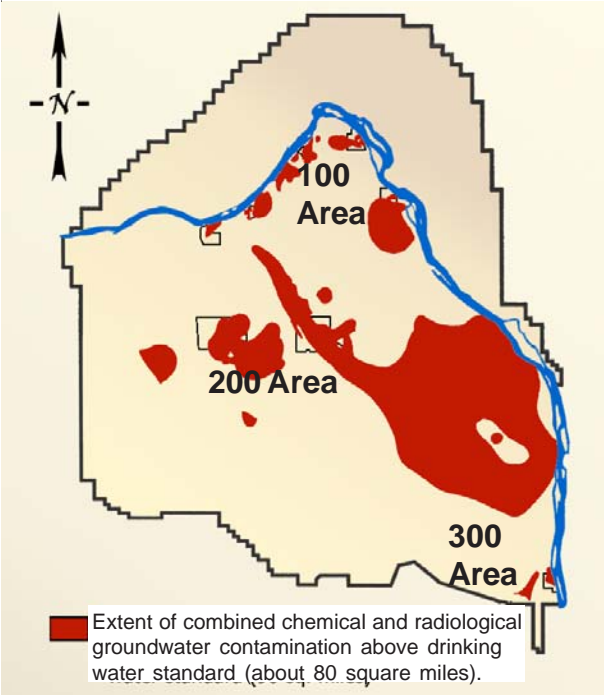 N
100
Area
200 Area
300
Area
Extent of combined chemical and radiological
groundwater contamination above drinking
water standard (about 80 square miles).